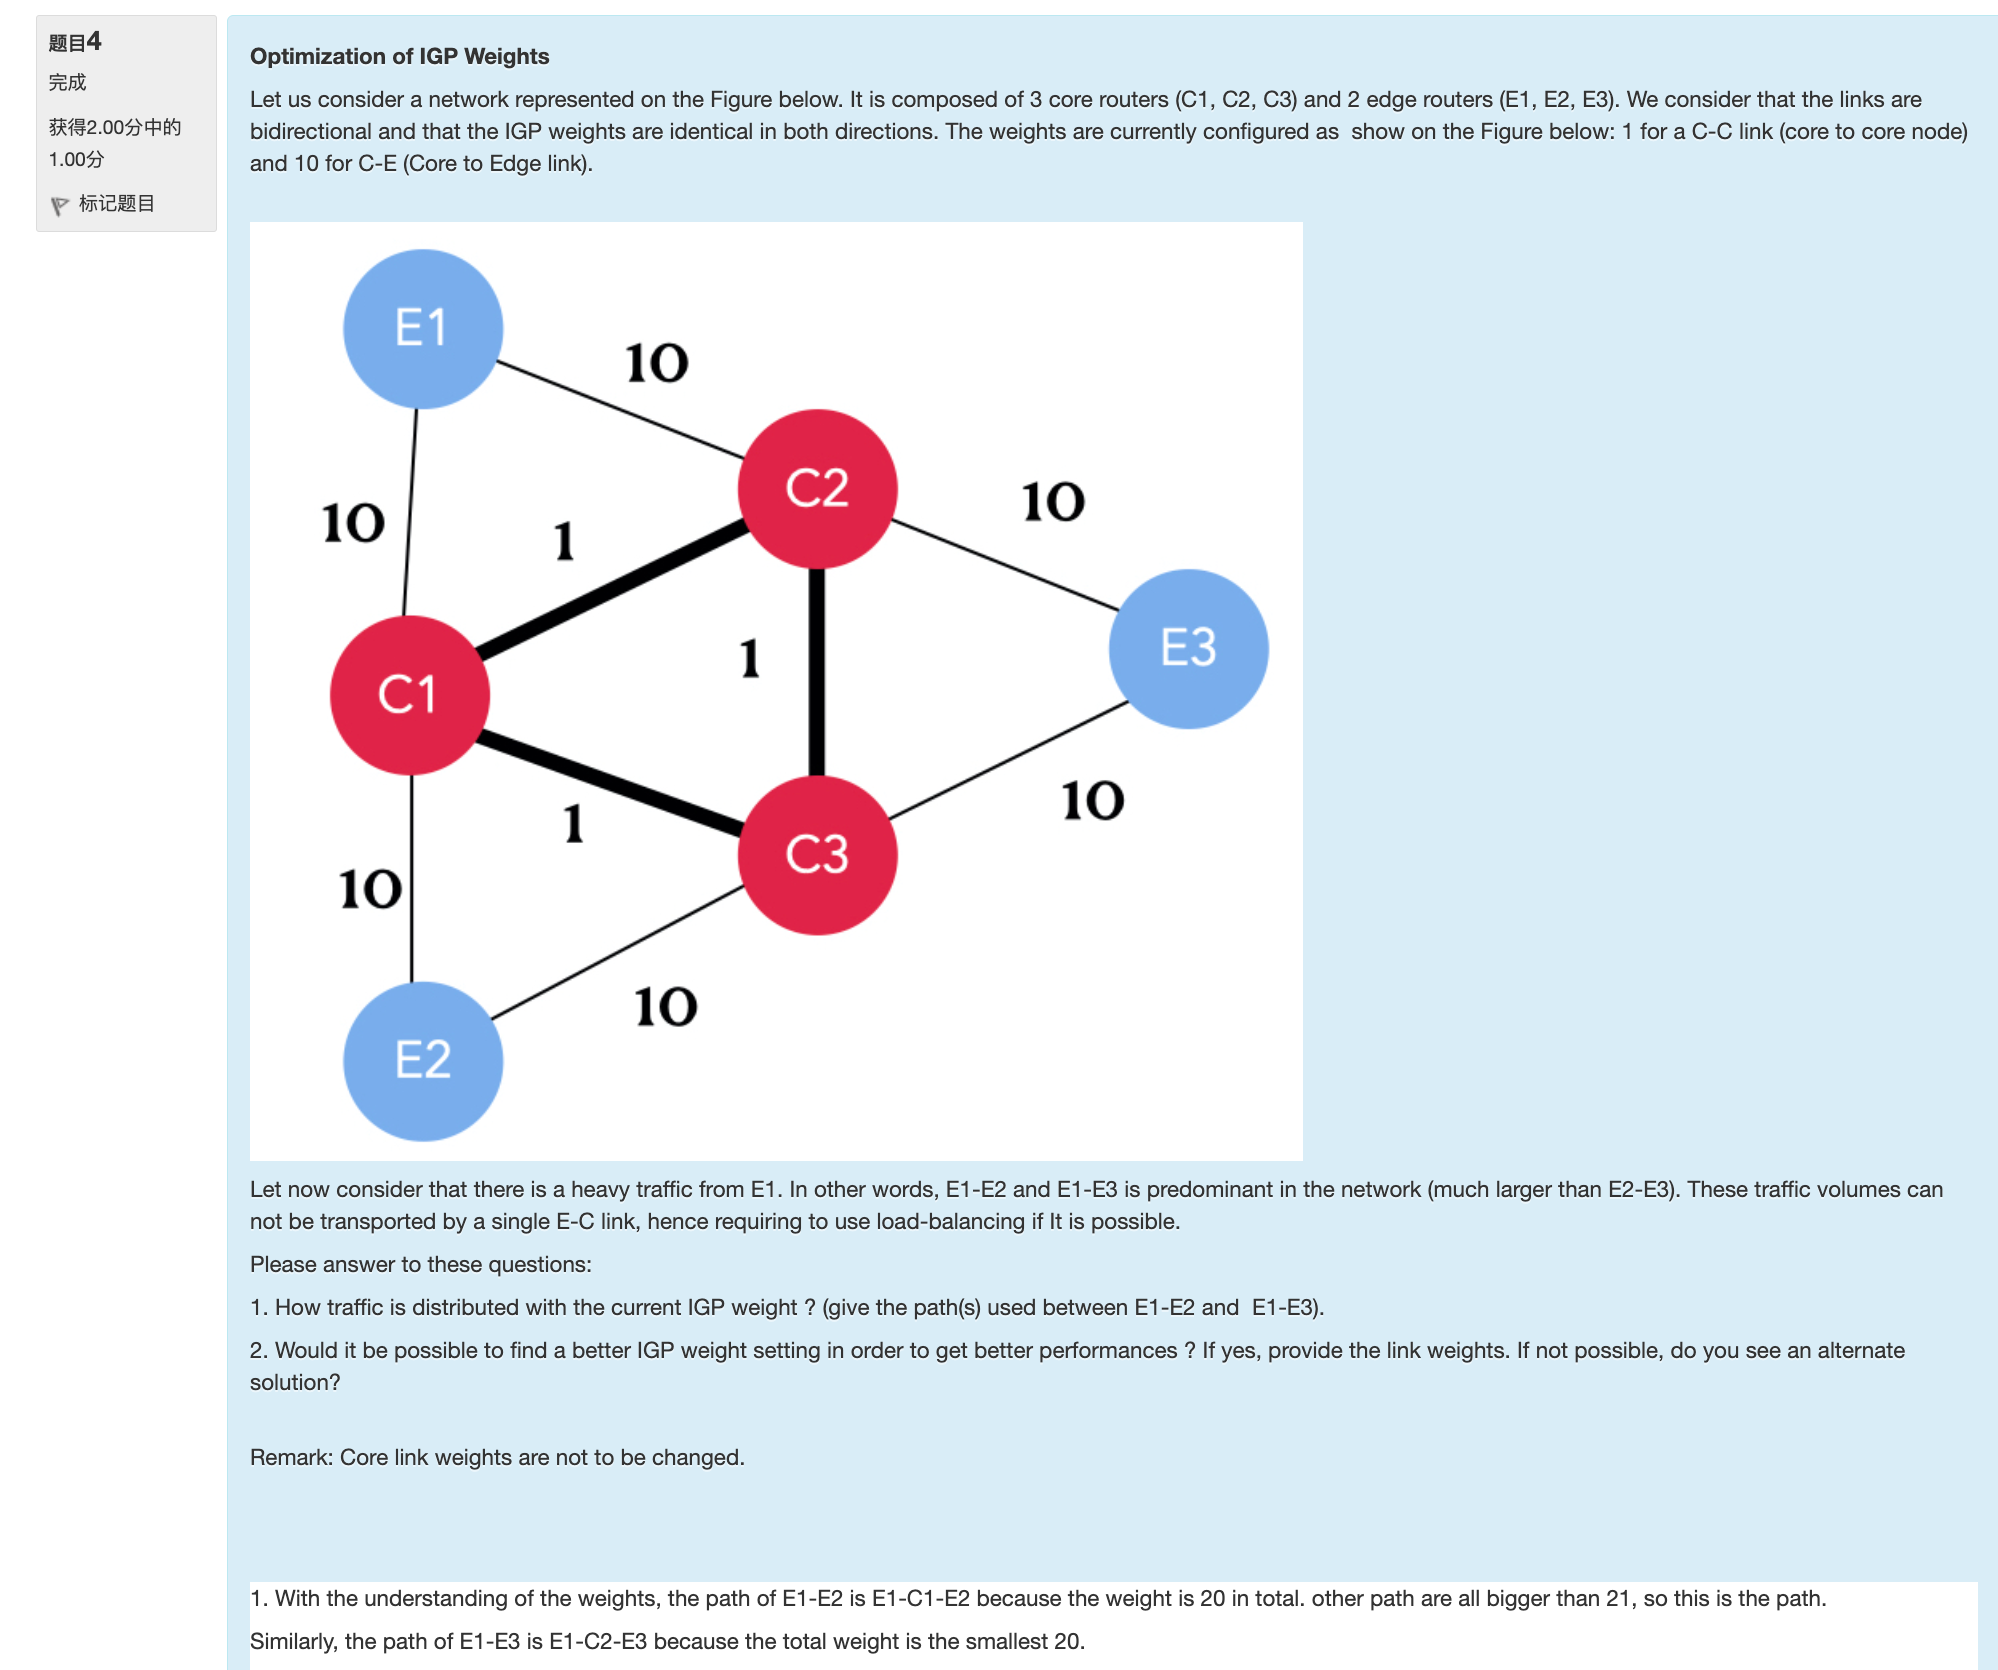 题目4
完成
获得2.00分中的
1.00分
标记题目
Optimization of IGP Weights
Let us consider a network represented on the Figure below. It is composed of 3 core routers (C1, C2, C3) and 2 edge routers (E1, E2, E3). We consider that the links are
bidirectional and that the IGP weights are identical in both directions. The weights are currently configured as  show on the Figure below: 1 for a C-C link (core to core node)
and 10 for C-E (Core to Edge link).
E1
10
C2
10
10
1
1
E3
C1
10
1
C3
10
10
E2
Let now consider that there is a heavy traffic from E1. In other words, E1-E2 and E1-E3 is predominant in the network (much larger than E2-E3). These traffic volumes can
not be transported by a single E-C link, hence requiring to use load-balancing if It is possible.
Please answer to these questions:
1. How traffic is distributed with the current IGP weight ? (give the path(s) used between E1-E2 and  E1-E3).
2. Would it be possible to find a better IGP weight setting in order to get better performances ? If yes, provide the link weights. If not possible, do you see an alternate
solution?
Remark: Core link weights are not to be changed.
1. With the understanding of the weights, the path of E1-E2 is E1-C1-E2 because the weight is 20 in total. other path are all bigger than 21, so this is the path.
Similarly, the path of E1-E3 is E1-C2-E3 because the total weight is the smallest 20.